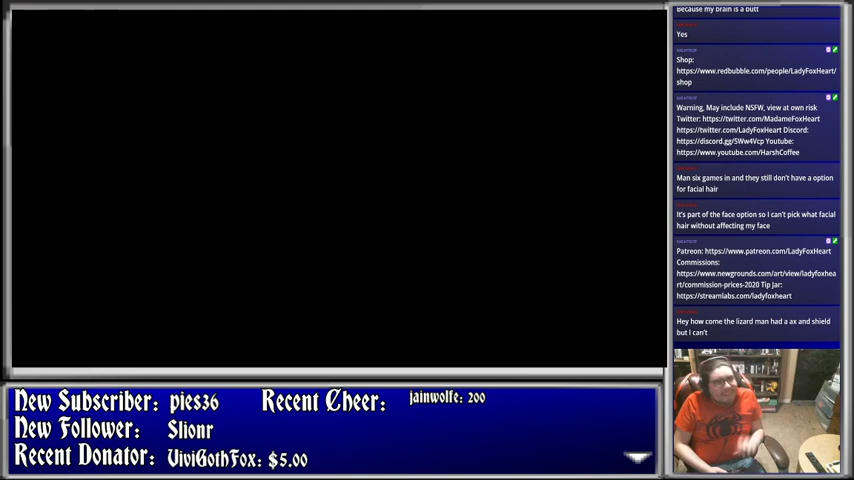 Because my brain is a butt
Yes
Shop:
https://www.redbubble.com/people/LadyFoxHeart/
shop
Warning, May include NSFW, view at own risk
Twitter: https://twitter.com/MadameFoxHeart
https://twitter.com/LadyFoxHeart Discord:
https://discord.gg/SWw4Vcp Youtube:
https://www.youtube.com/HarshCoffee
Man six games in and they still don't have a option
for facial hair
It's part of the face option so I can't pick what facial
hair without affecting my face
Patreon: https://www.patreon.com/LadyFoxHeart
Commissions:
https://www.newgrounds.com/art/view/ladyfoxhea
rt/commission-prices-2020 Tip Jar:
https://streamlabs.com/ladyfoxheart
Hey how come the lizard man had a ax and shield
but I can't
New Subscriber: pies36
Recent Cheer: jainwolfe: 200
New Follower: Slionr
Recent Donator: ViviGothFox: $5.00